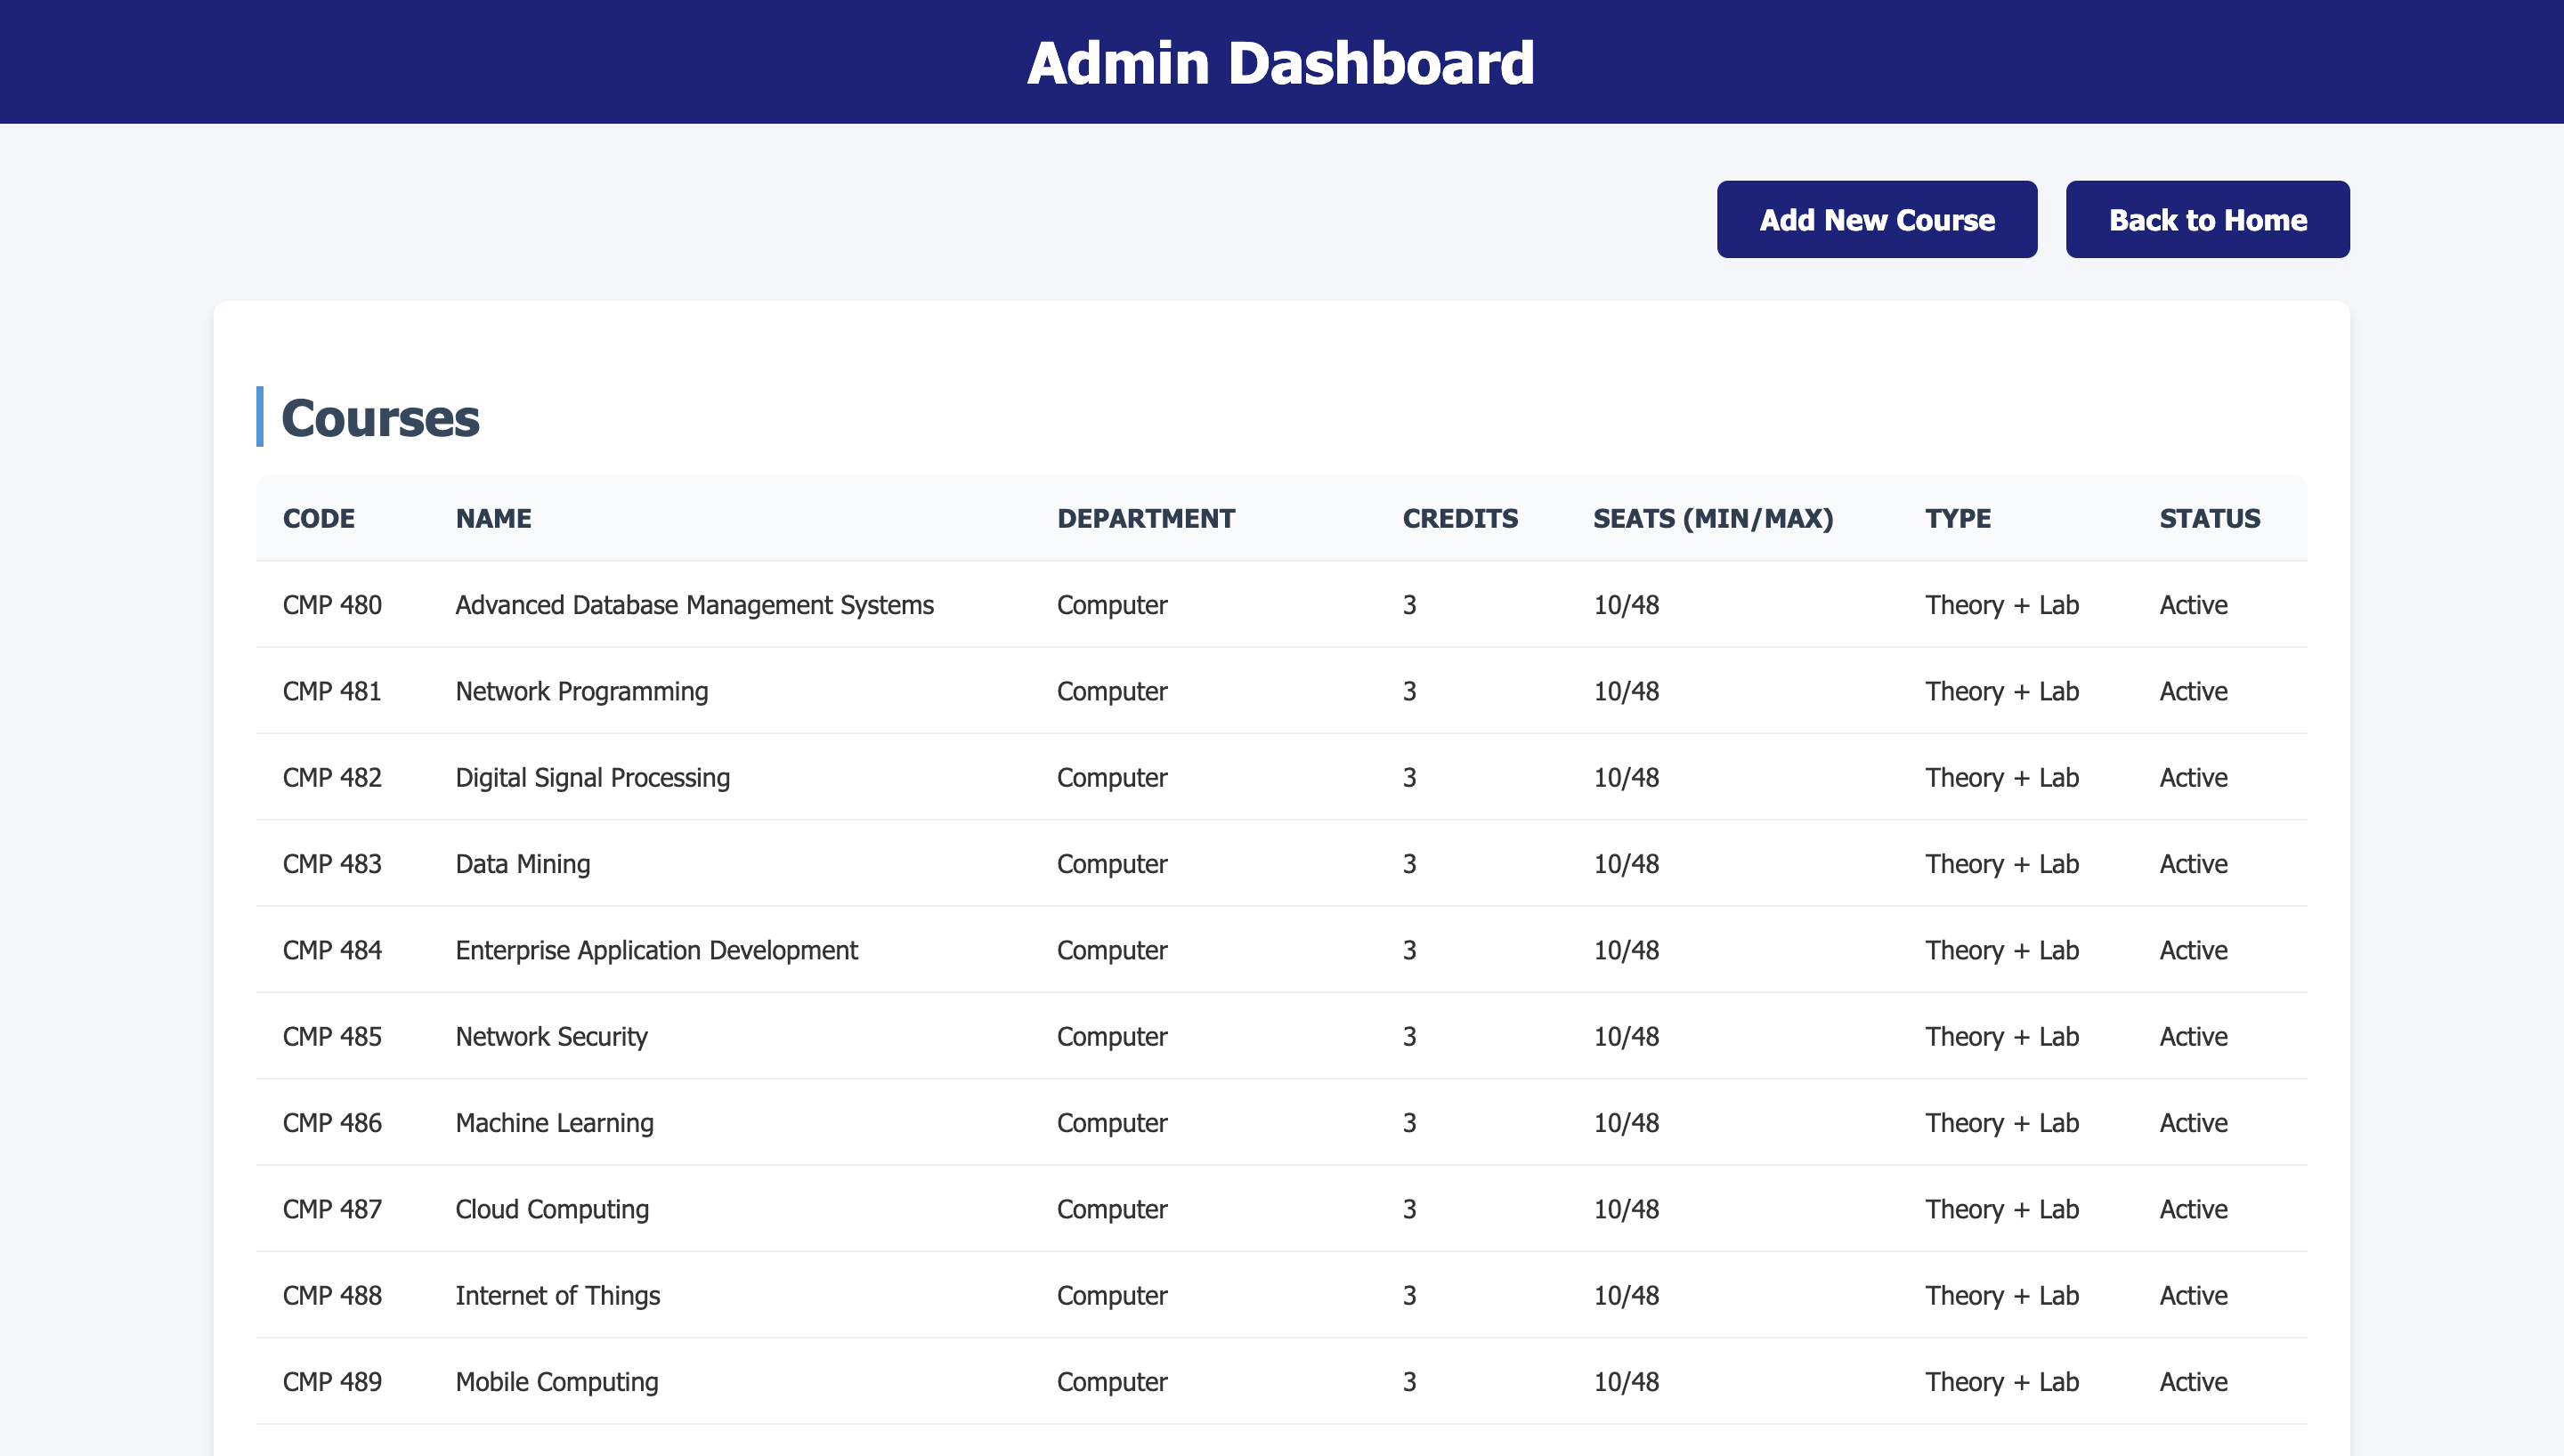 Admin Dashboard
Add New Course Back to Home
Courses
CODE NAME DEPARTMENT CREDITS SEATS (MIN/MAX) TYPE STATUS
CMP 480 Advanced Database Management Systems Computer 3 10/48 Theory + Lab Active
CMP 481 Network Programming Computer 3 10/48 Theory + Lab Active
CMP 482 Digital Signal Processing Computer 3 10/48 Theory + Lab Active
CMP 483 Data Mining Computer 3 10/48 Theory + Lab Active
CMP 484 Enterprise Application Development Computer 3 10/48 Theory + Lab Active
CMP 485 Network Security Computer 3 10/48 Theory + Lab Active
CMP 486 Machine Learning Computer 3 10/48 Theory + Lab Active
CMP 487 Cloud Computing Computer 3 10/48 Theory + Lab Active
CMP 488 Internet of Things Computer 3 10/48 Theory + Lab Active
CMP 489 Mobile Computing Computer 3 10/48 Theory + Lab Active